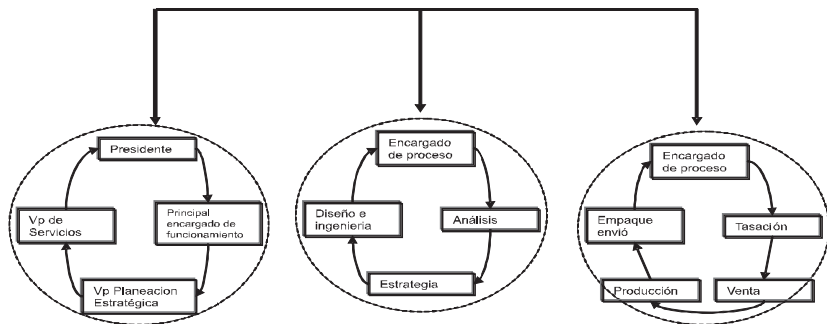 Presidente
Vp de
Servicios
Principal
encargado de
funcionamiento
Vp Planeacion
Estratégica
Encargado
de proceso
Diseño e
ingenieria
Análisis
Estrategia
Encargado
de proceso
Empaque
envió
Tasación
Producción
Venta